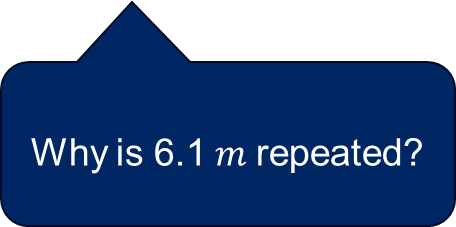 Why is 6.1 𝑚 repeated?